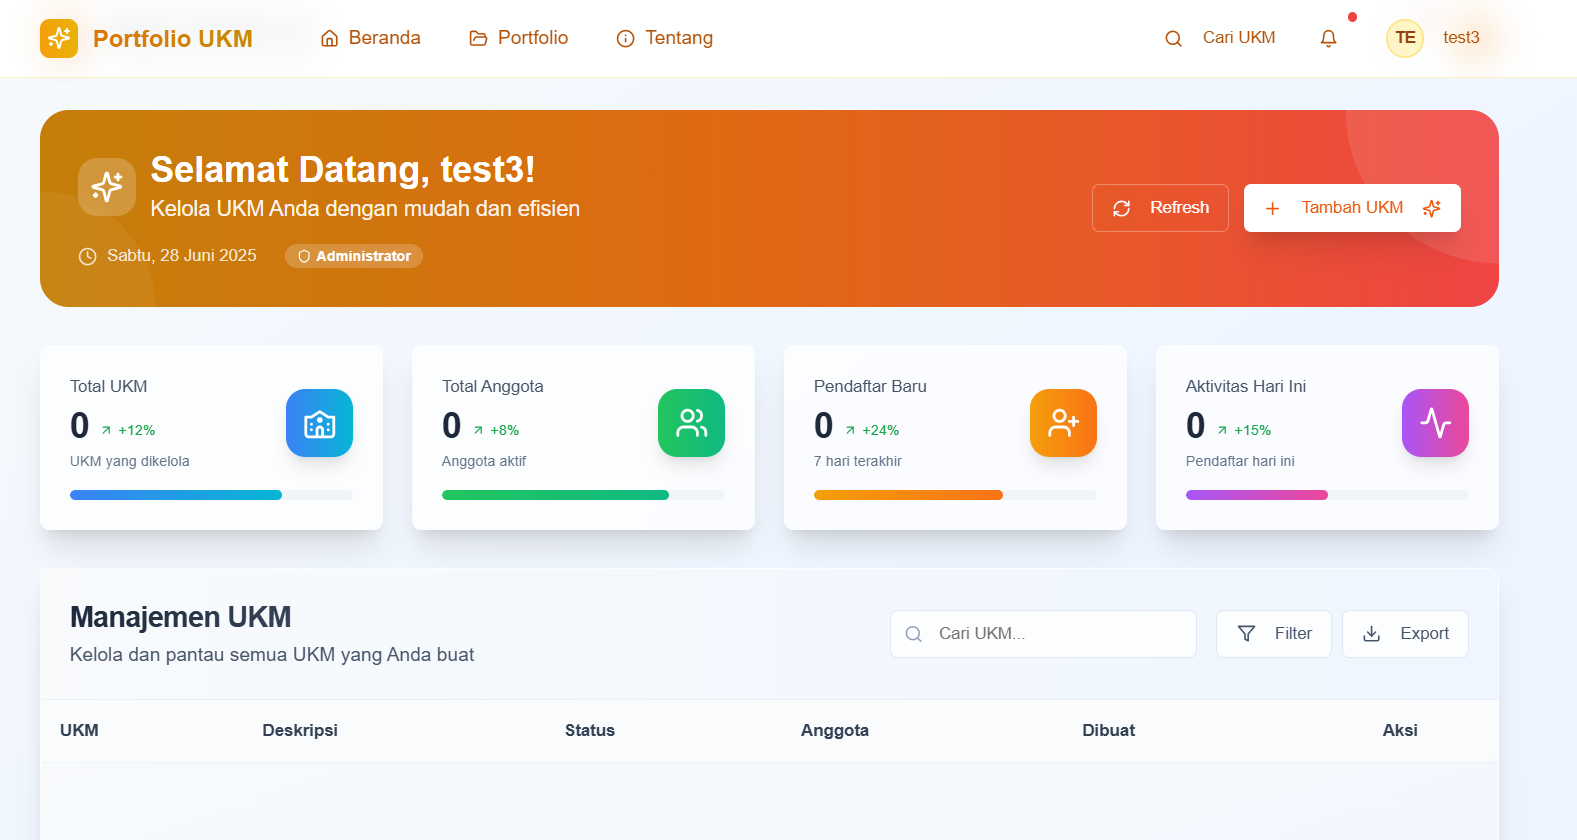 Portfolio UKM
Beranda
Portfolio
Tentang
Cari UKM
TE
test3
Selamat Datang, test3!
Kelola UKM Anda dengan mudah dan efisien
Sabtu, 28 Juni 2025
Administrator
Refresh
Tambah UKM
Total UKM
0 +12%
UKM yang dikelola
Total Anggota
0 +8%
Anggota aktif
Pendaftar Baru
0 +24%
7 hari terakhir
Aktivitas Hari Ini
0 +15%
Pendaftar hari ini
Manajemen UKM
Kelola dan pantau semua UKM yang Anda buat
Cari UKM...
Filter
Export
UKM Deskripsi Status Anggota Dibuat Aksi